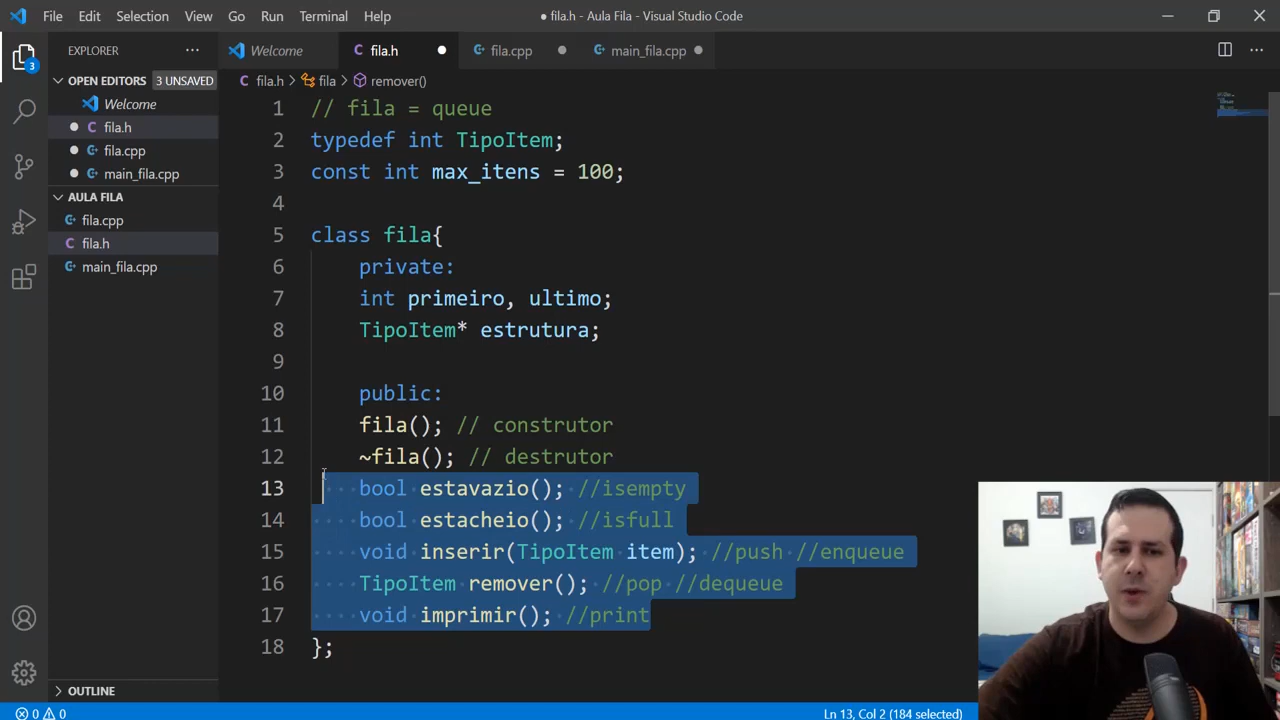 File Edit Selection View Go Run Terminal Help
● fila.h - Aula Fila - Visual Studio Code
EXPLORER
Welcome fila.h fila.cpp main_fila.cpp
OPEN EDITORS 3 UNSAVED
fila.h > fila > remover()
Welcome
fila.h
fila.cpp
main_fila.cpp
AULA FILA
fila.cpp
fila.h
main_fila.cpp
OUTLINE
3
1 // fila = queue
2 typedef int TipoItem;
3 const int max_itens = 100;
4
5 class fila{
6 private:
7 int primeiro, ultimo;
8 TipoItem* estrutura;
9
10 public:
11 fila(); // construtor
12 ~fila(); // destrutor
13 bool estavazio(); //isempty
14 bool estacheio(); //isfull
15 void inserir(TipoItem item); //push //enqueue
16 TipoItem remover(); //pop //dequeue
17 void imprimir(); //print
18 };
0 0 Ln 13, Col 2 (184 selected)